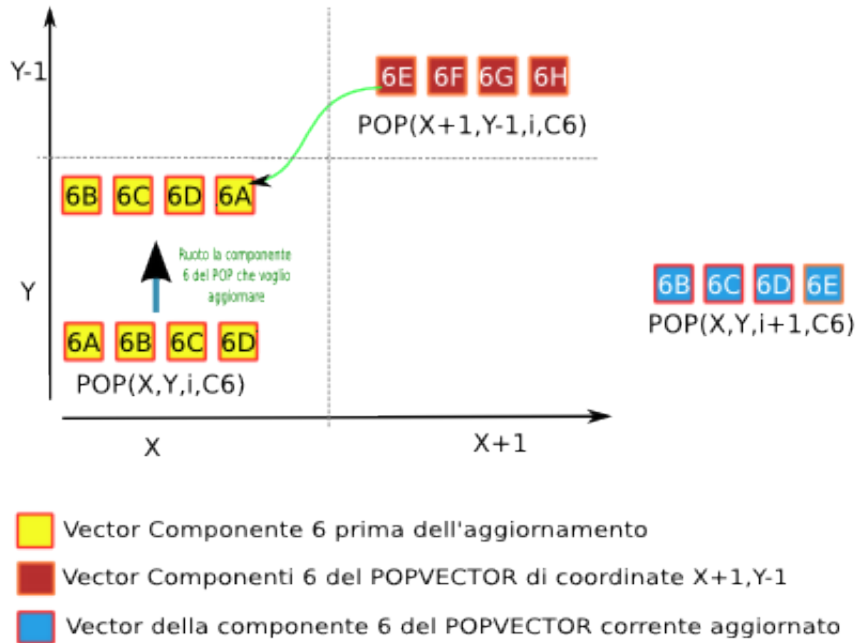 Y-1
6E 6F 6G 6H
POP(X+1,Y-1,i,C6)
6B 6C 6D 6A
Ruoto la componente
6 del POP che voglio
aggiornare
Y
6B 6C 6D 6E
POP(X,Y,i+1,C6)
6A 6B 6C 6D
POP(X,Y,i,C6)
X
X+1
Vector Componente 6 prima dell'aggiornamento
Vector Componenti 6 del POPVECTOR di coordinate X+1,Y-1
Vector della componente 6 del POPVECTOR corrente aggiornato